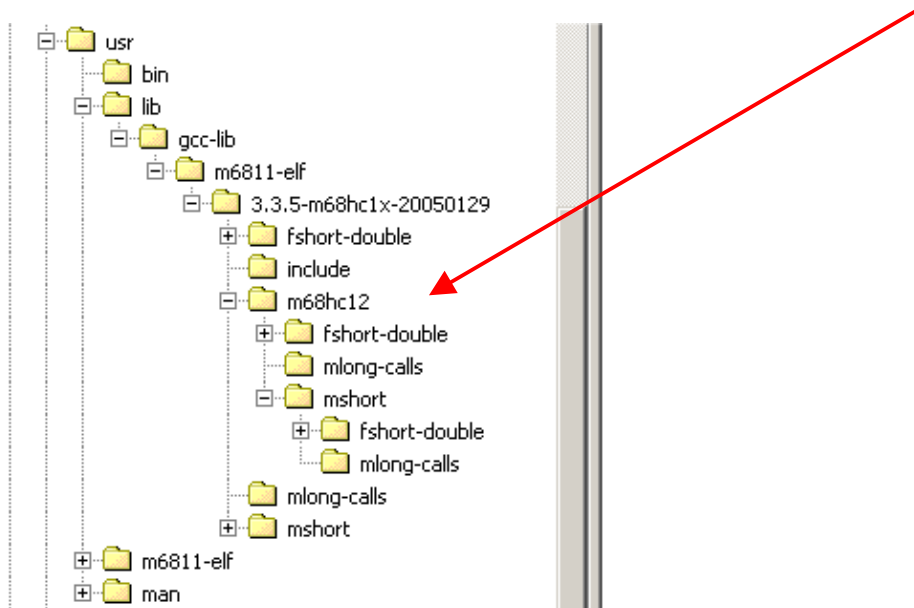 usr
bin
lib
gcc-lib
m6811-elf
3.3.5-m68hc1x-20050129
fshort-double
include
m68hc12
fshort-double
mlong-calls
mshort
fshort-double
mlong-calls
mlong-calls
mshort
m6811-elf
man